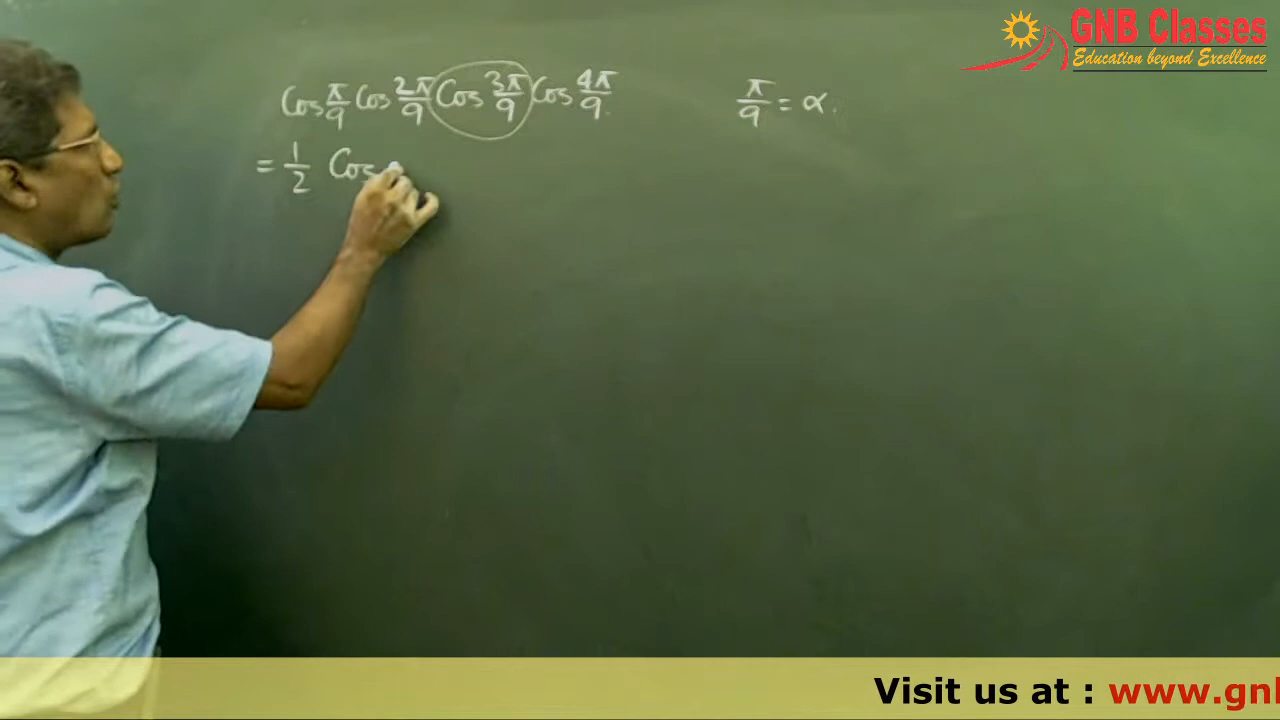 GNB Classes
Education beyond Excellence
Cos π/9 Cos 2π/9 Cos 3π/9 Cos 4π/9
π/9 = α.
= 1/2 Cos
Visit us at : www.gn